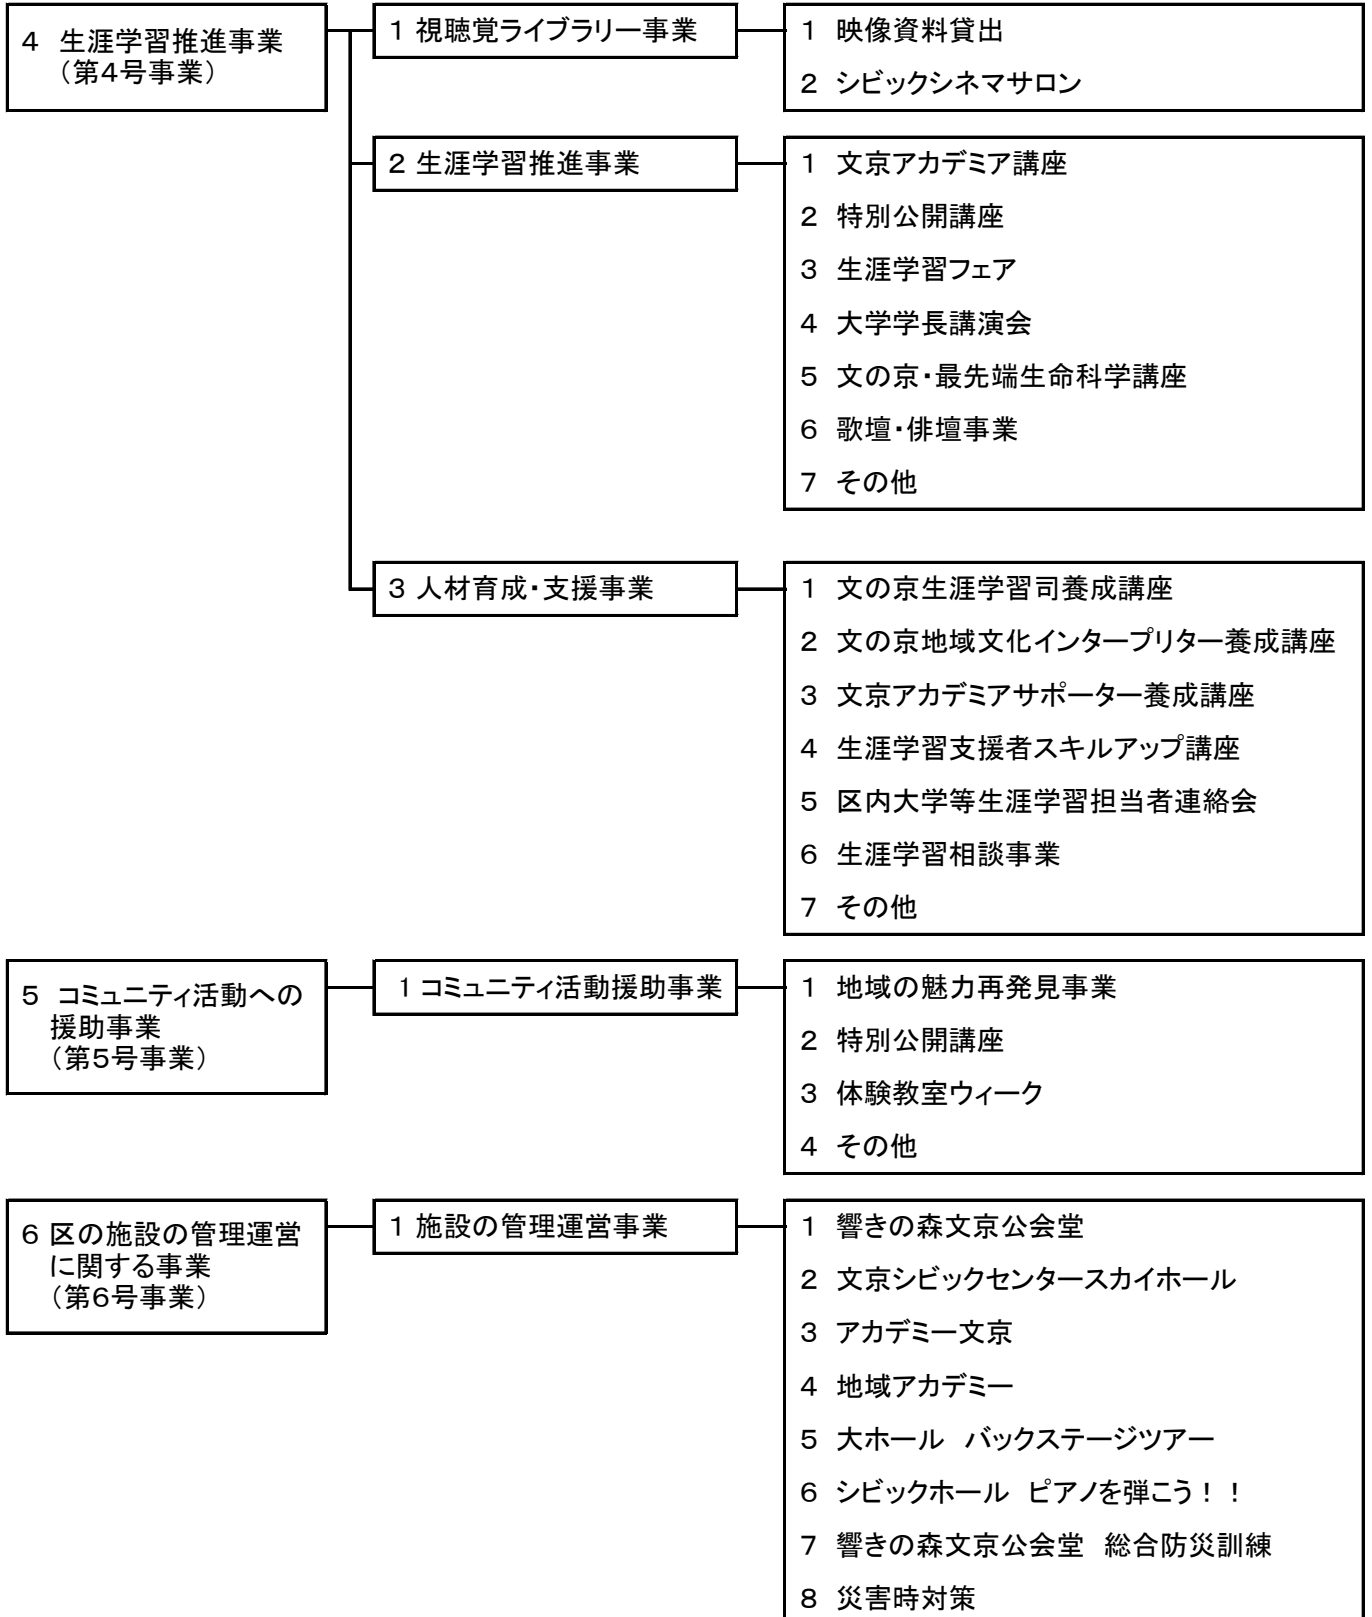 4 生涯学習推進事業
（第4号事業）
1 視聴覚ライブラリー事業
1 映像資料貸出
2 シビックシネマサロン
2 生涯学習推進事業
1 文京アカデミア講座
2 特別公開講座
3 生涯学習フェア
4 大学学長講演会
5 文の京・最先端生命科学講座
6 歌壇・俳壇事業
7 その他
3 人材育成・支援事業
1 文の京生涯学習司養成講座
2 文の京地域文化インタープリター養成講座
3 文京アカデミアサポーター養成講座
4 生涯学習支援者スキルアップ講座
5 区内大学等生涯学習担当者連絡会
6 生涯学習相談事業
7 その他
5 コミュニティ活動への
援助事業
（第5号事業）
1 コミュニティ活動援助事業
1 地域の魅力再発見事業
2 特別公開講座
3 体験教室ウィーク
4 その他
6 区の施設の管理運営
に関する事業
（第6号事業）
1 施設の管理運営事業
1 響きの森文京公会堂
2 文京シビックセンタースカイホール
3 アカデミー文京
4 地域アカデミー
5 大ホール バックステージツアー
6 シビックホール ピアノを弾こう！！
7 響きの森文京公会堂 総合防災訓練
8 災害時対策